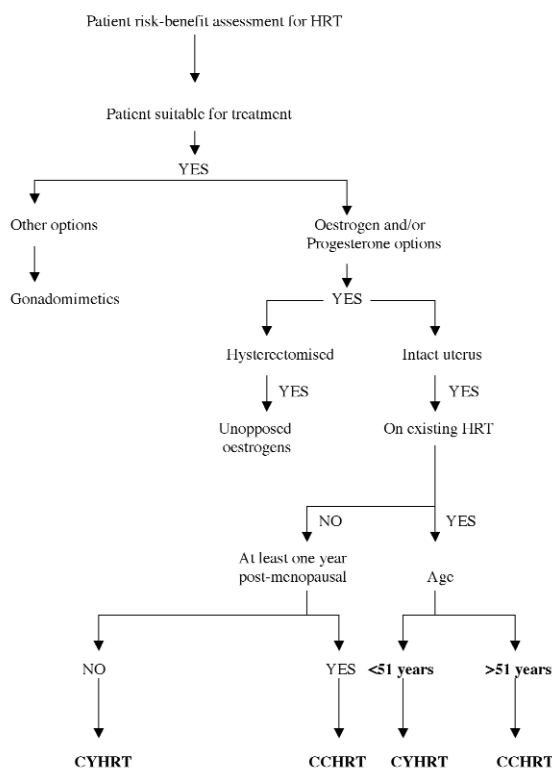 Patient risk-benefit assessment for HRT
Patient suitable for treatment
YES
Other options
Oestrogen and/or
Progesterone options
Gonadomimetics
YES
Hysterectomised
Intact uterus
YES
YES
Unopposed
oestrogens
On existing HRT
NO
YES
At least one year
post-menopausal
Age
NO
YES
<51 years
>51 years
CYHRT
CCHRT
CYHRT
CCHRT